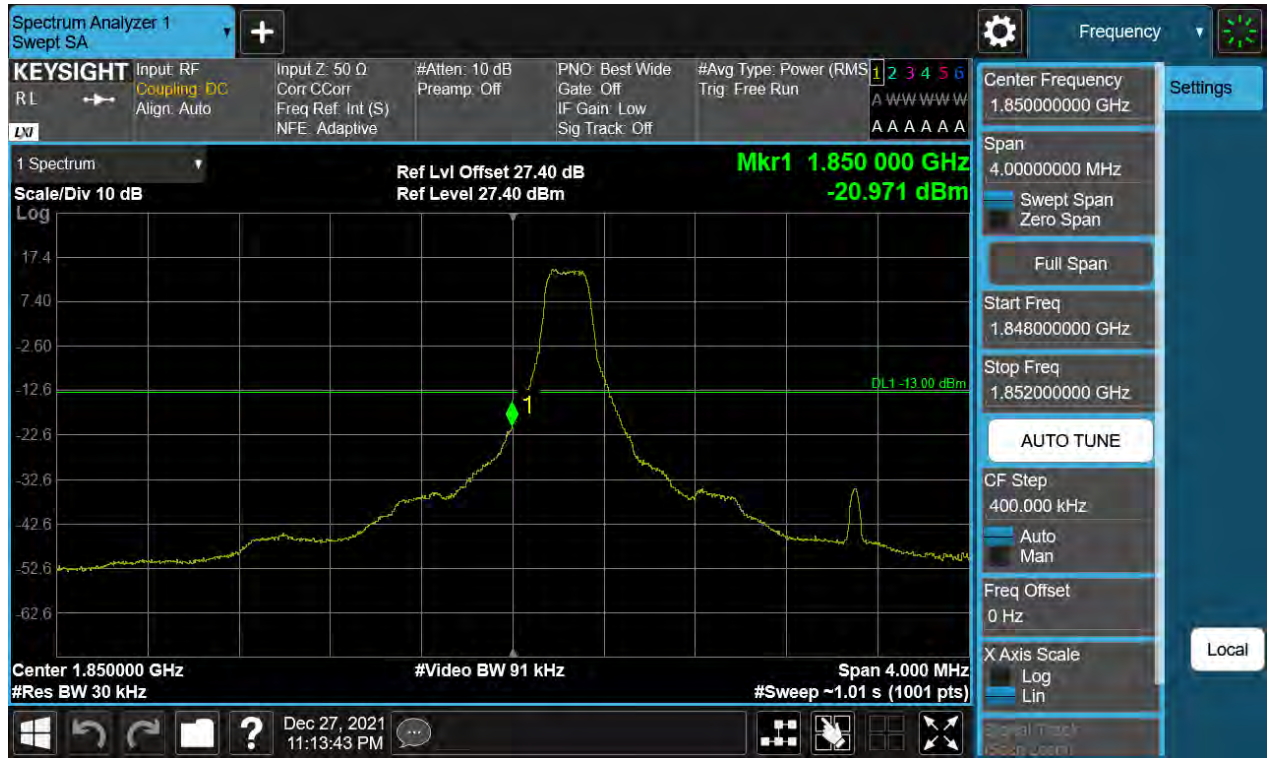 Spectrum Analyzer 1
Swept SA
Frequency
KEYSIGHT
RL
LXI
Input: RF
Coupling: DC
Align: Auto
Input Z: 50 Ω
Corr CCorr
Freq Ref: Int (S)
NFE: Adaptive
#Atten: 10 dB
Preamp: Off
PNO: Best Wide
Gate: Off
IF Gain: Low
Sig Track: Off
#Avg Type: Power (RMS
Trig: Free Run
1 2 3 4 5 6
A W W W W W
A A A A A A
1 Spectrum
Scale/Div 10 dB
Log
Ref Lvl Offset 27.40 dB
Ref Level 27.40 dBm
Mkr1 1.850 000 GHz
-20.971 dBm
17.4
7.40
-2.60
-12.6
-22.6
-32.6
-42.6
-52.6
-62.6
DL1 -13.00 dBm
1
Center 1.850000 GHz
#Video BW 91 kHz
Span 4.000 MHz
#Res BW 30 kHz
#Sweep ~1.01 s (1001 pts)
Dec 27, 2021
11:13:43 PM
?
Center Frequency
1.850000000 GHz
Span
4.00000000 MHz
Swept Span
Zero Span
Full Span
Start Freq
1.848000000 GHz
Stop Freq
1.852000000 GHz
AUTO TUNE
CF Step
400.000 kHz
Auto
Man
Freq Offset
0 Hz
X Axis Scale
Log
Lin
Signal Track
(Span Zoom)
Settings
Local